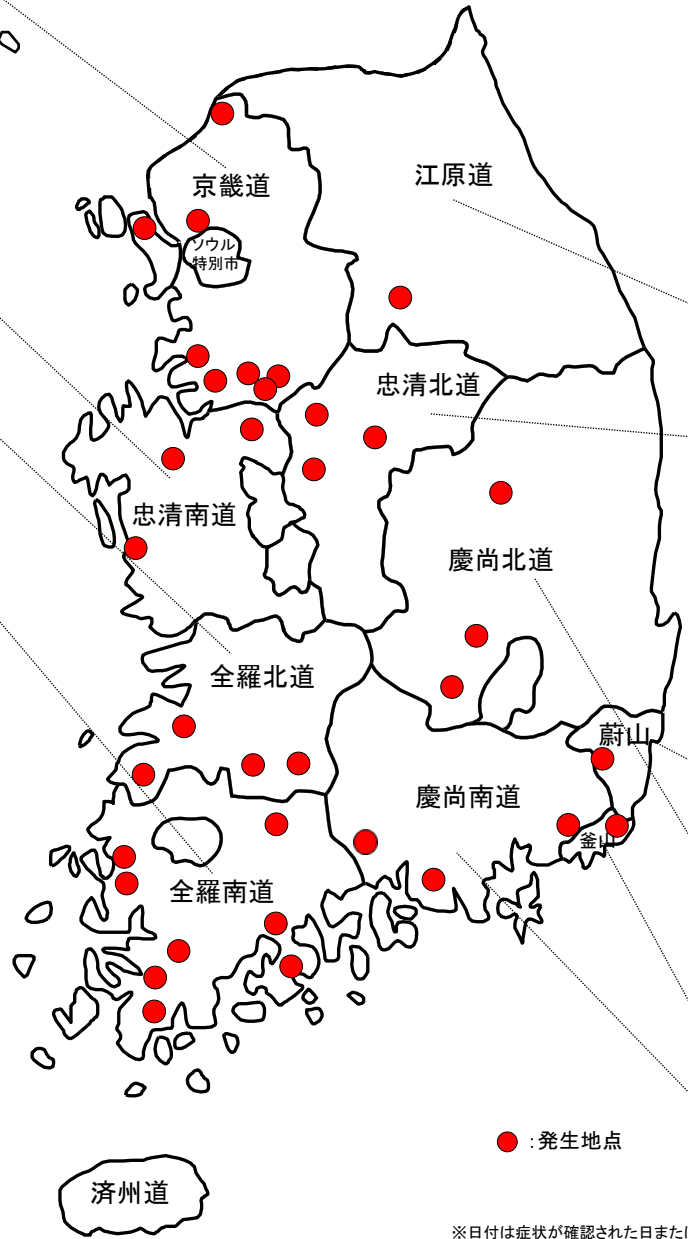 江原道
京畿道
ソウル
特別市
忠清北道
忠清南道
慶尚北道
全羅北道
蔚山
慶尚南道
釜山
全羅南道
:発生地点
済州道
※日付は症状が確認された日または